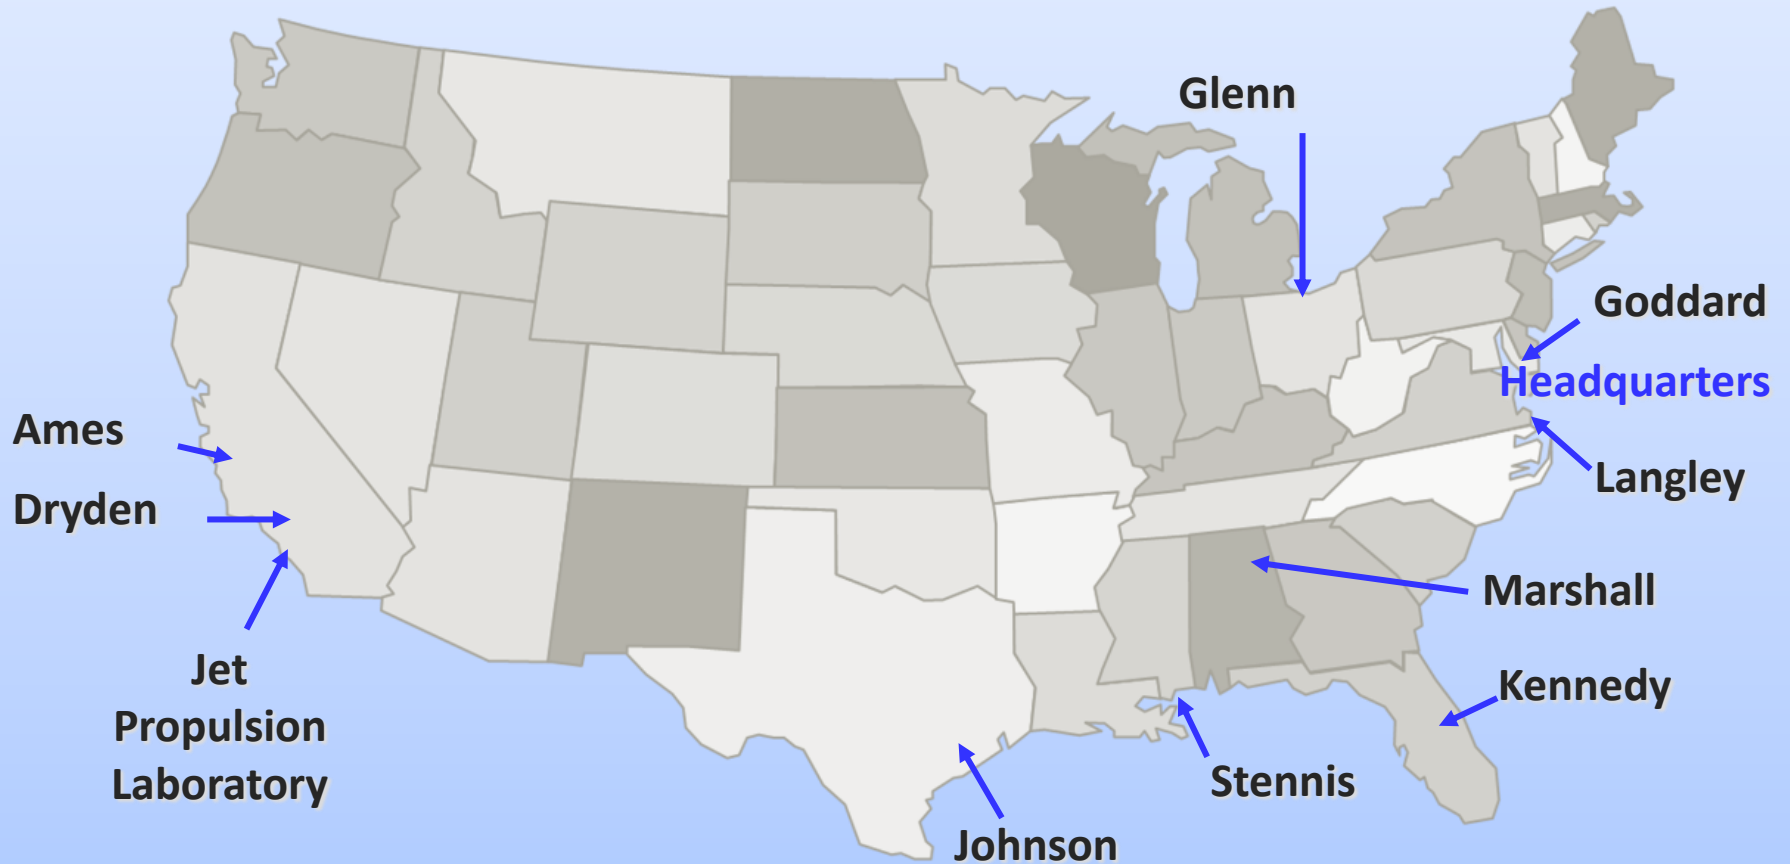 Glenn
Goddard
Headquarters
Ames
Langley
Dryden
Marshall
Jet
Propulsion
Laboratory
Kennedy
Stennis
Johnson